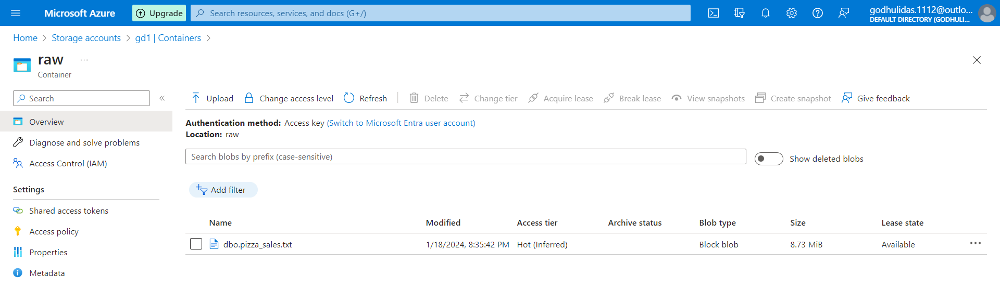 Microsoft Azure
Upgrade
Search resources, services, and docs (G+/)
godhulidas.1112@outlo...
DEFAULT DIRECTORY (GODHULI...
Home > Storage accounts > gd1 | Containers >
raw ...
Container
Search «
Overview
Diagnose and solve problems
Access Control (IAM)
Settings
Shared access tokens
Access policy
Properties
Metadata
Upload Change access level Refresh Delete Change tier Acquire lease Break lease View snapshots Create snapshot Give feedback
Authentication method: Access key (Switch to Microsoft Entra user account)
Location: raw
Search blobs by prefix (case-sensitive)
Show deleted blobs
Add filter
Name Modified Access tier Archive status Blob type Size Lease state
dbo.pizza_sales.txt 1/18/2024, 8:35:42 PM Hot (Inferred) Block blob 8.73 MiB Available ...